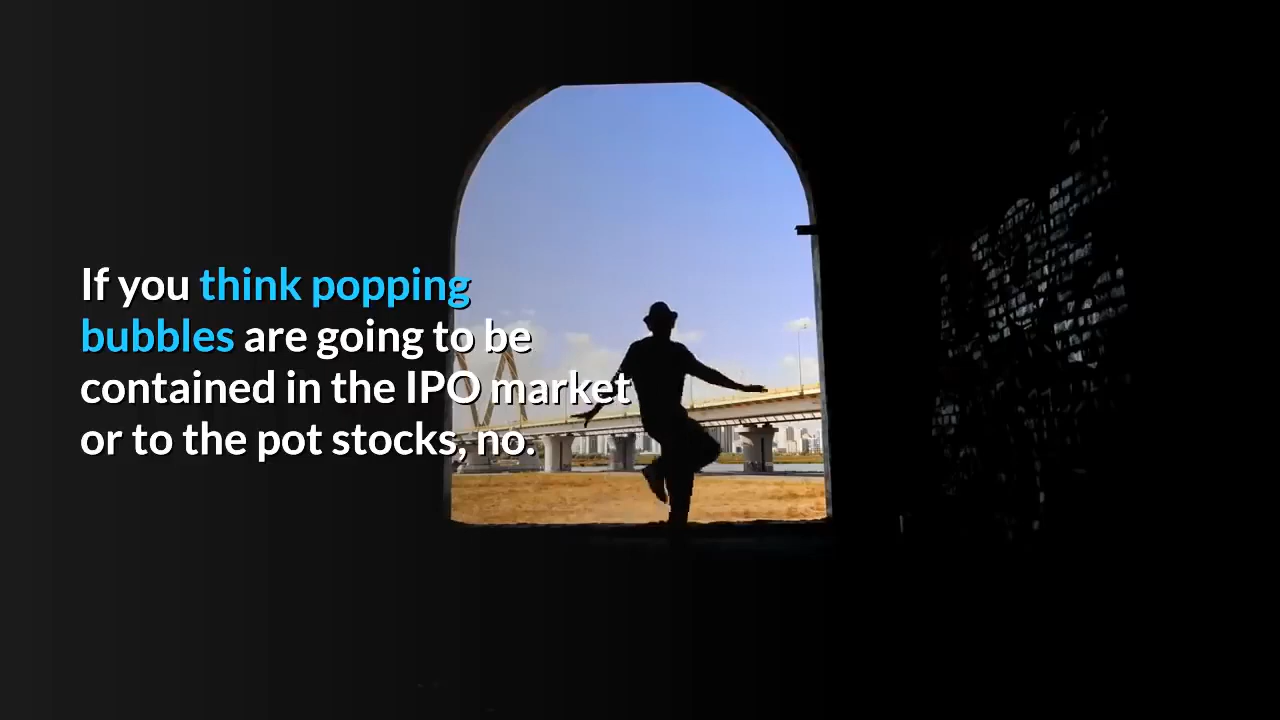 If you think popping
bubbles are going to be
contained in the IPO market
or to the pot stocks, no.